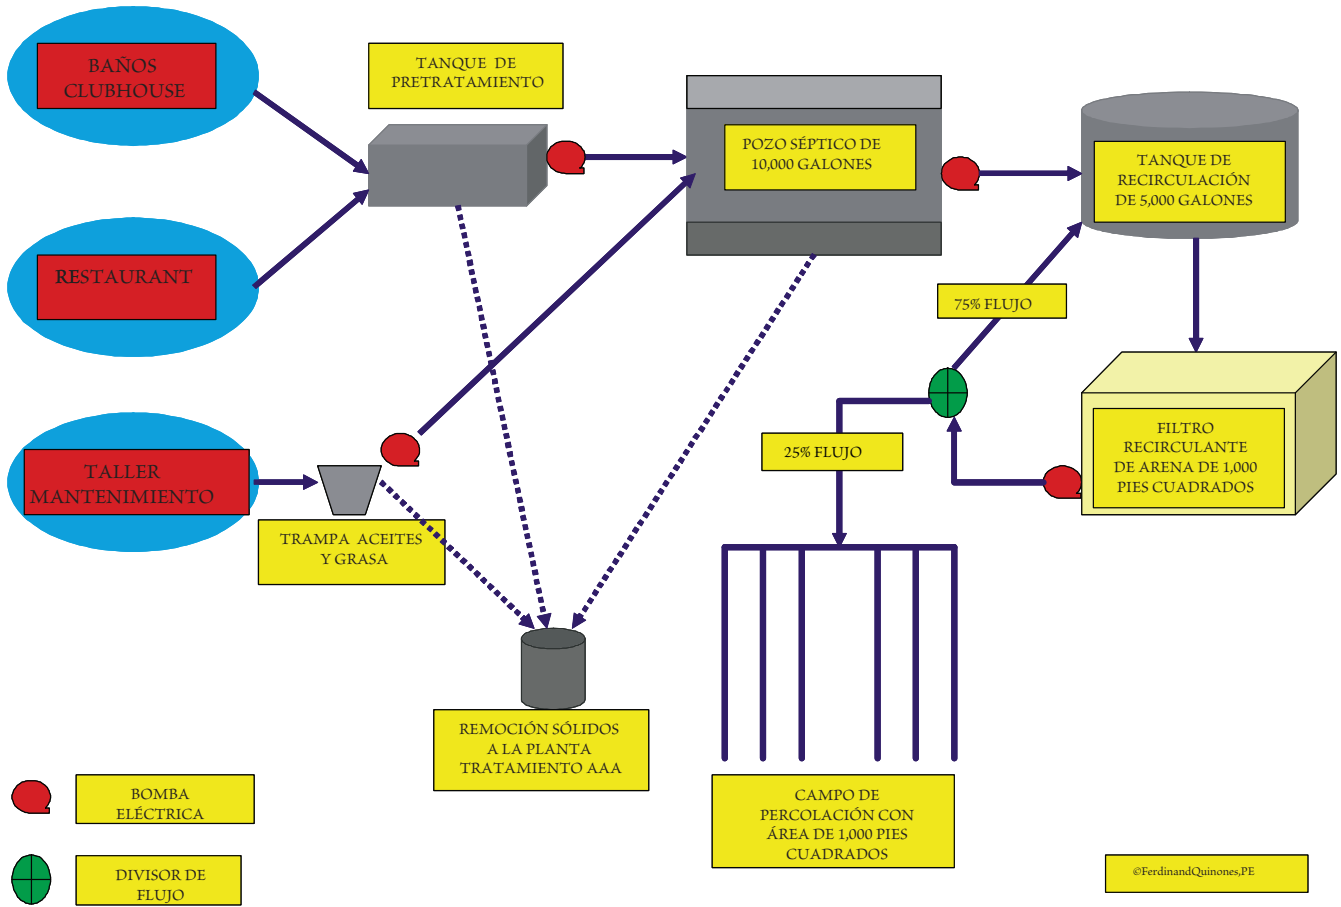 BAÑOS
CLUBHOUSE
TANQUE DE
PRETRATAMIENTO
POZO SÉPTICO DE
10,000 GALONES
TANQUE DE
RECIRCULACIÓN
DE 5,000 GALONES
RESTAURANT
75% FLUJO
25% FLUJO
FILTRO
RECIRCULANTE
DE ARENA DE 1,000
PIES CUADRADOS
TALLER
MANTENIMIENTO
TRAMPA ACEITES
Y GRASA
REMOCIÓN SÓLIDOS
A LA PLANTA
TRATAMIENTO AAA
CAMPO DE
PERCOLACIÓN CON
ÁREA DE 1,000 PIES
CUADRADOS
BOMBA
ELÉCTRICA
DIVISOR DE
FLUJO
©FerdinandQuinones,PE